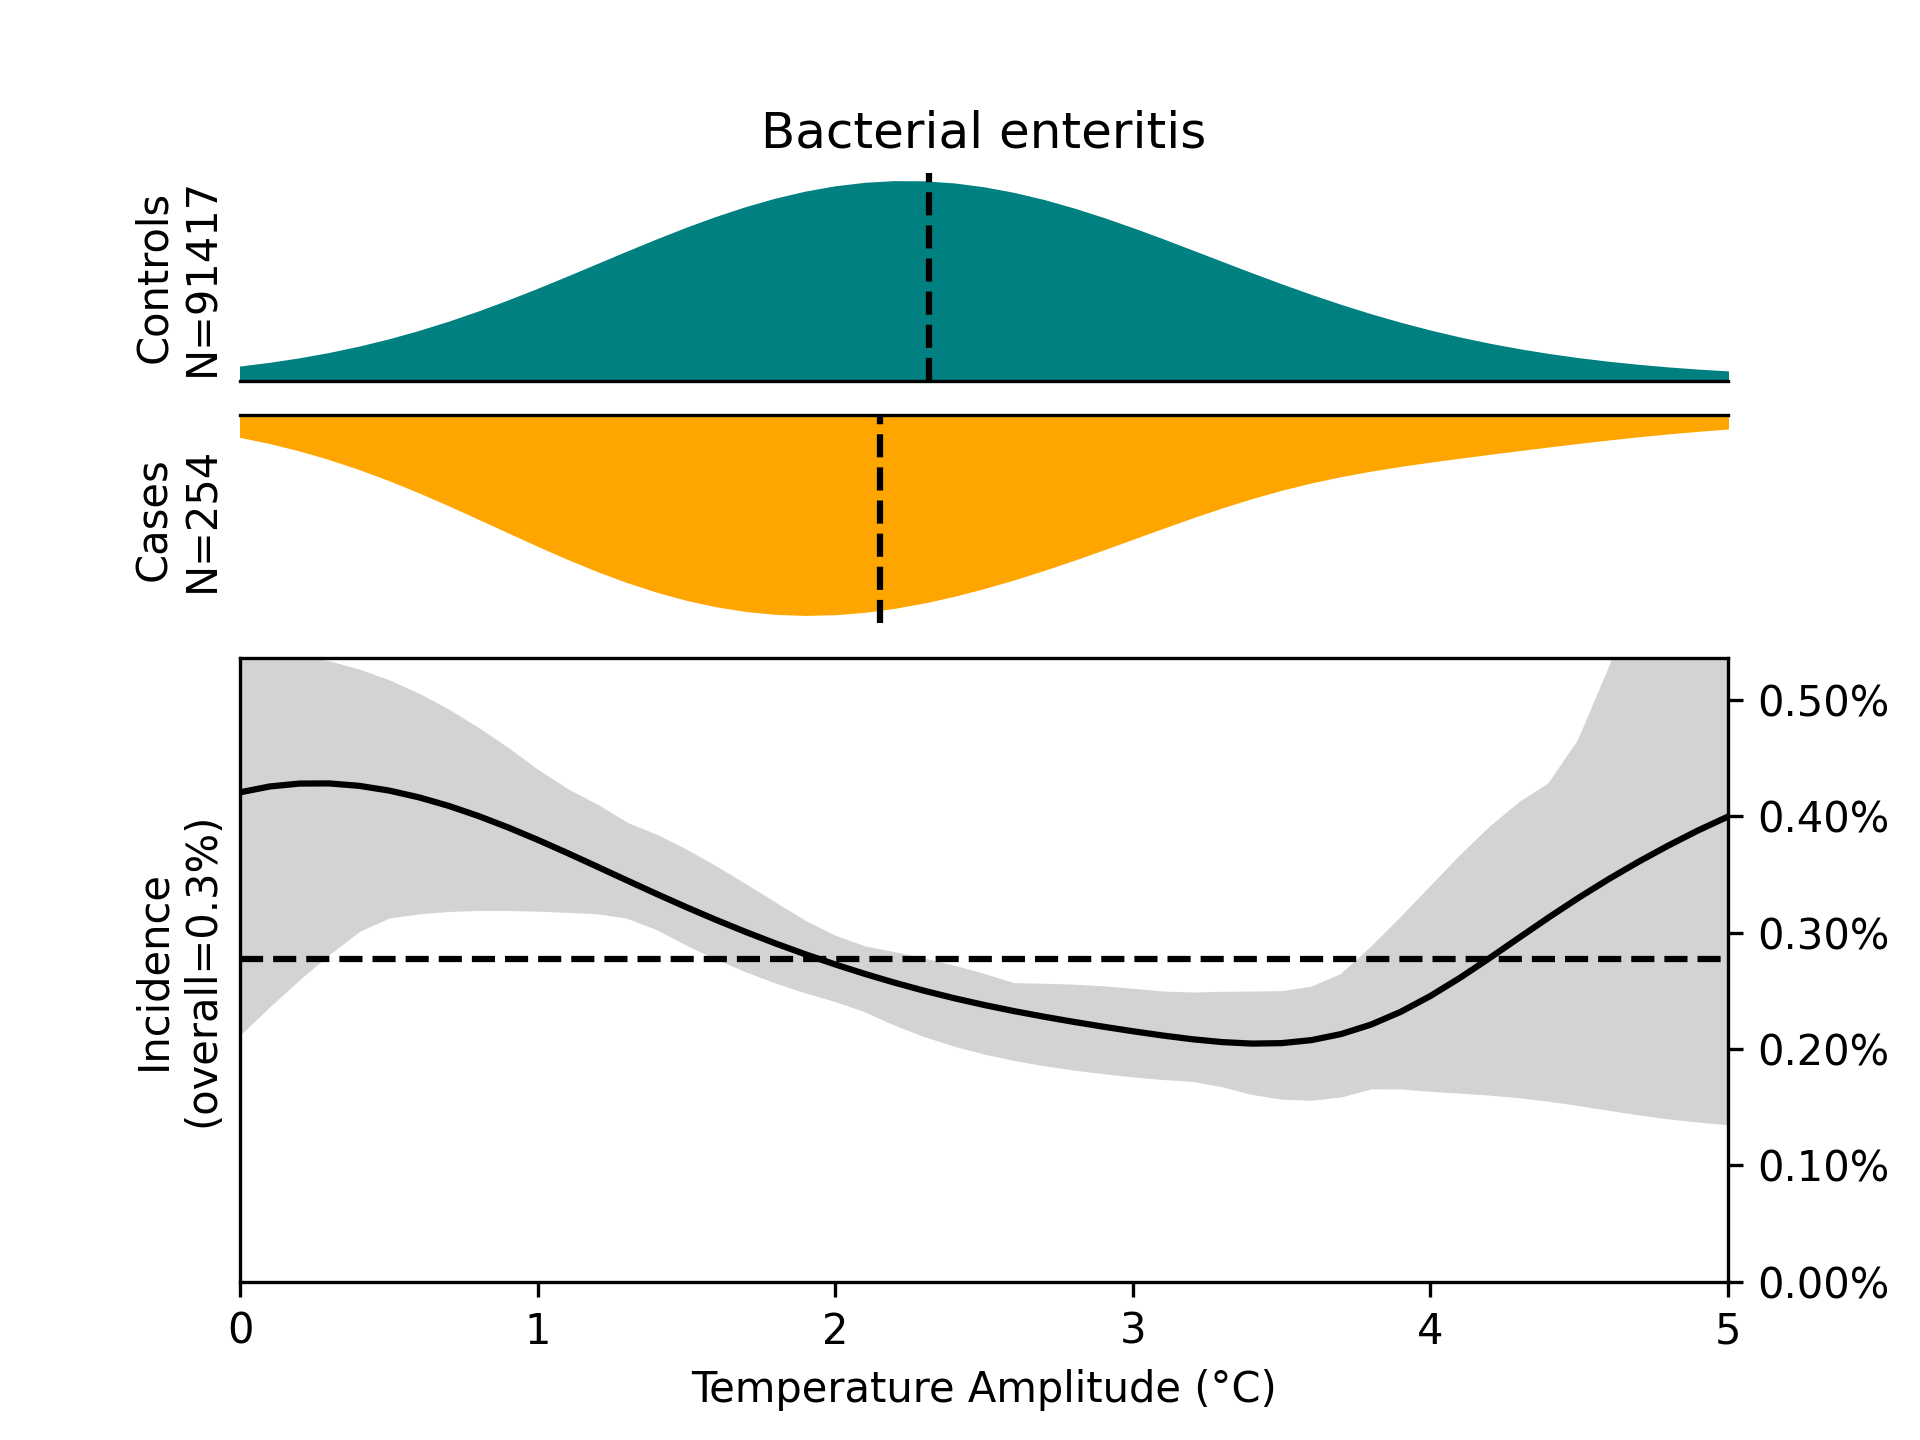 Bacterial enteritis
Controls
N=91417
Cases
N=254
Incidence
(overall=0.3%)
0.50%
0.40%
0.30%
0.20%
0.10%
0.00%
0 1 2 3 4 5
Temperature Amplitude (°C)